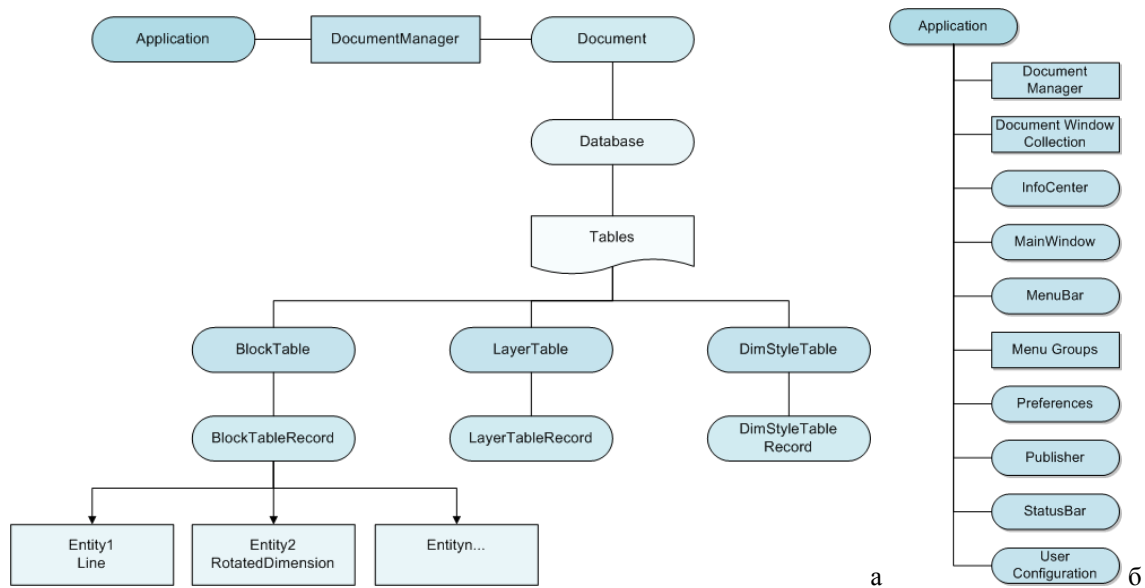 Application
DocumentManager
Document
Database
Tables
BlockTable
LayerTable
DimStyleTable
BlockTableRecord
LayerTableRecord
DimStyleTable
Record
Entity1
Line
Entity2
RotatedDimension
Entityn...
а
Application
Document
Manager
Document Window
Collection
InfoCenter
MainWindow
MenuBar
Menu Groups
Preferences
Publisher
StatusBar
User
Configuration
б